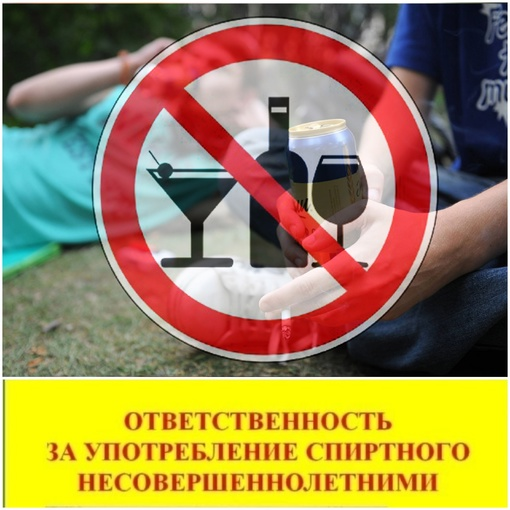 ОТВЕТСТВЕННОСТЬ
ЗА УПОТРЕБЛЕНИЕ СПИРТНОГО
НЕСОВЕРШЕННОЛЕТНИМИ